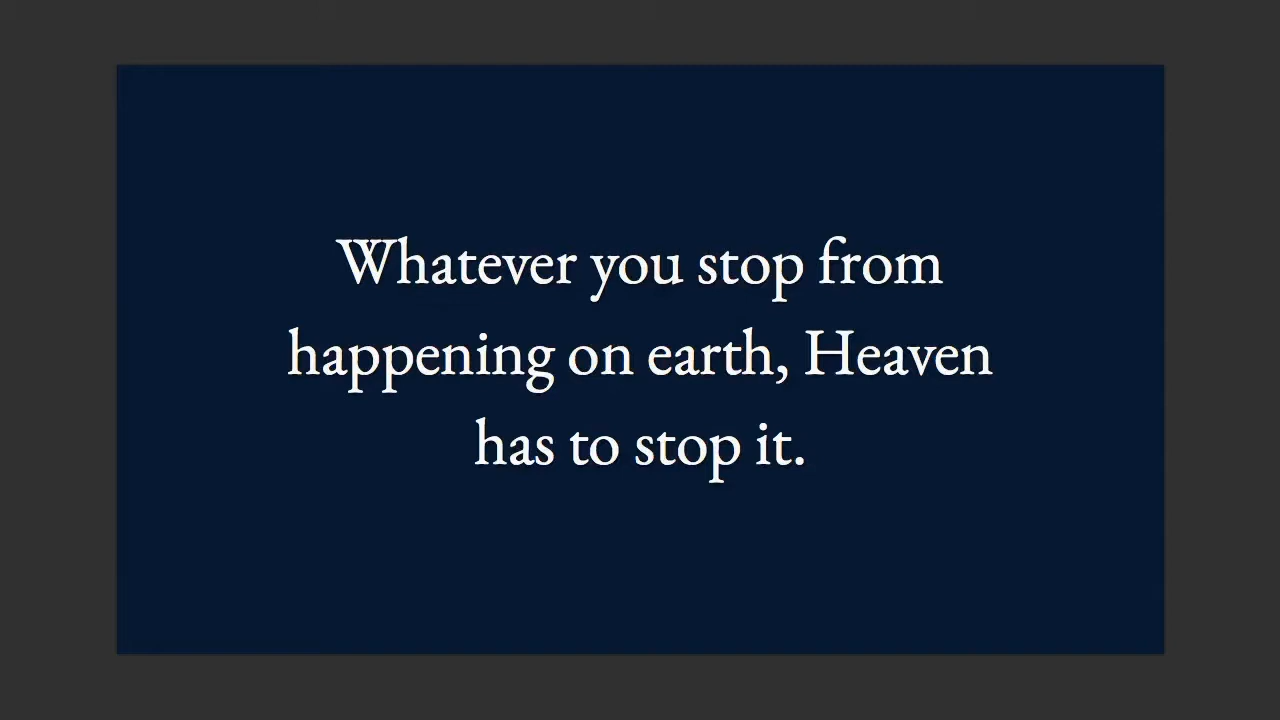 Whatever you stop from
happening on earth, Heaven
has to stop it.